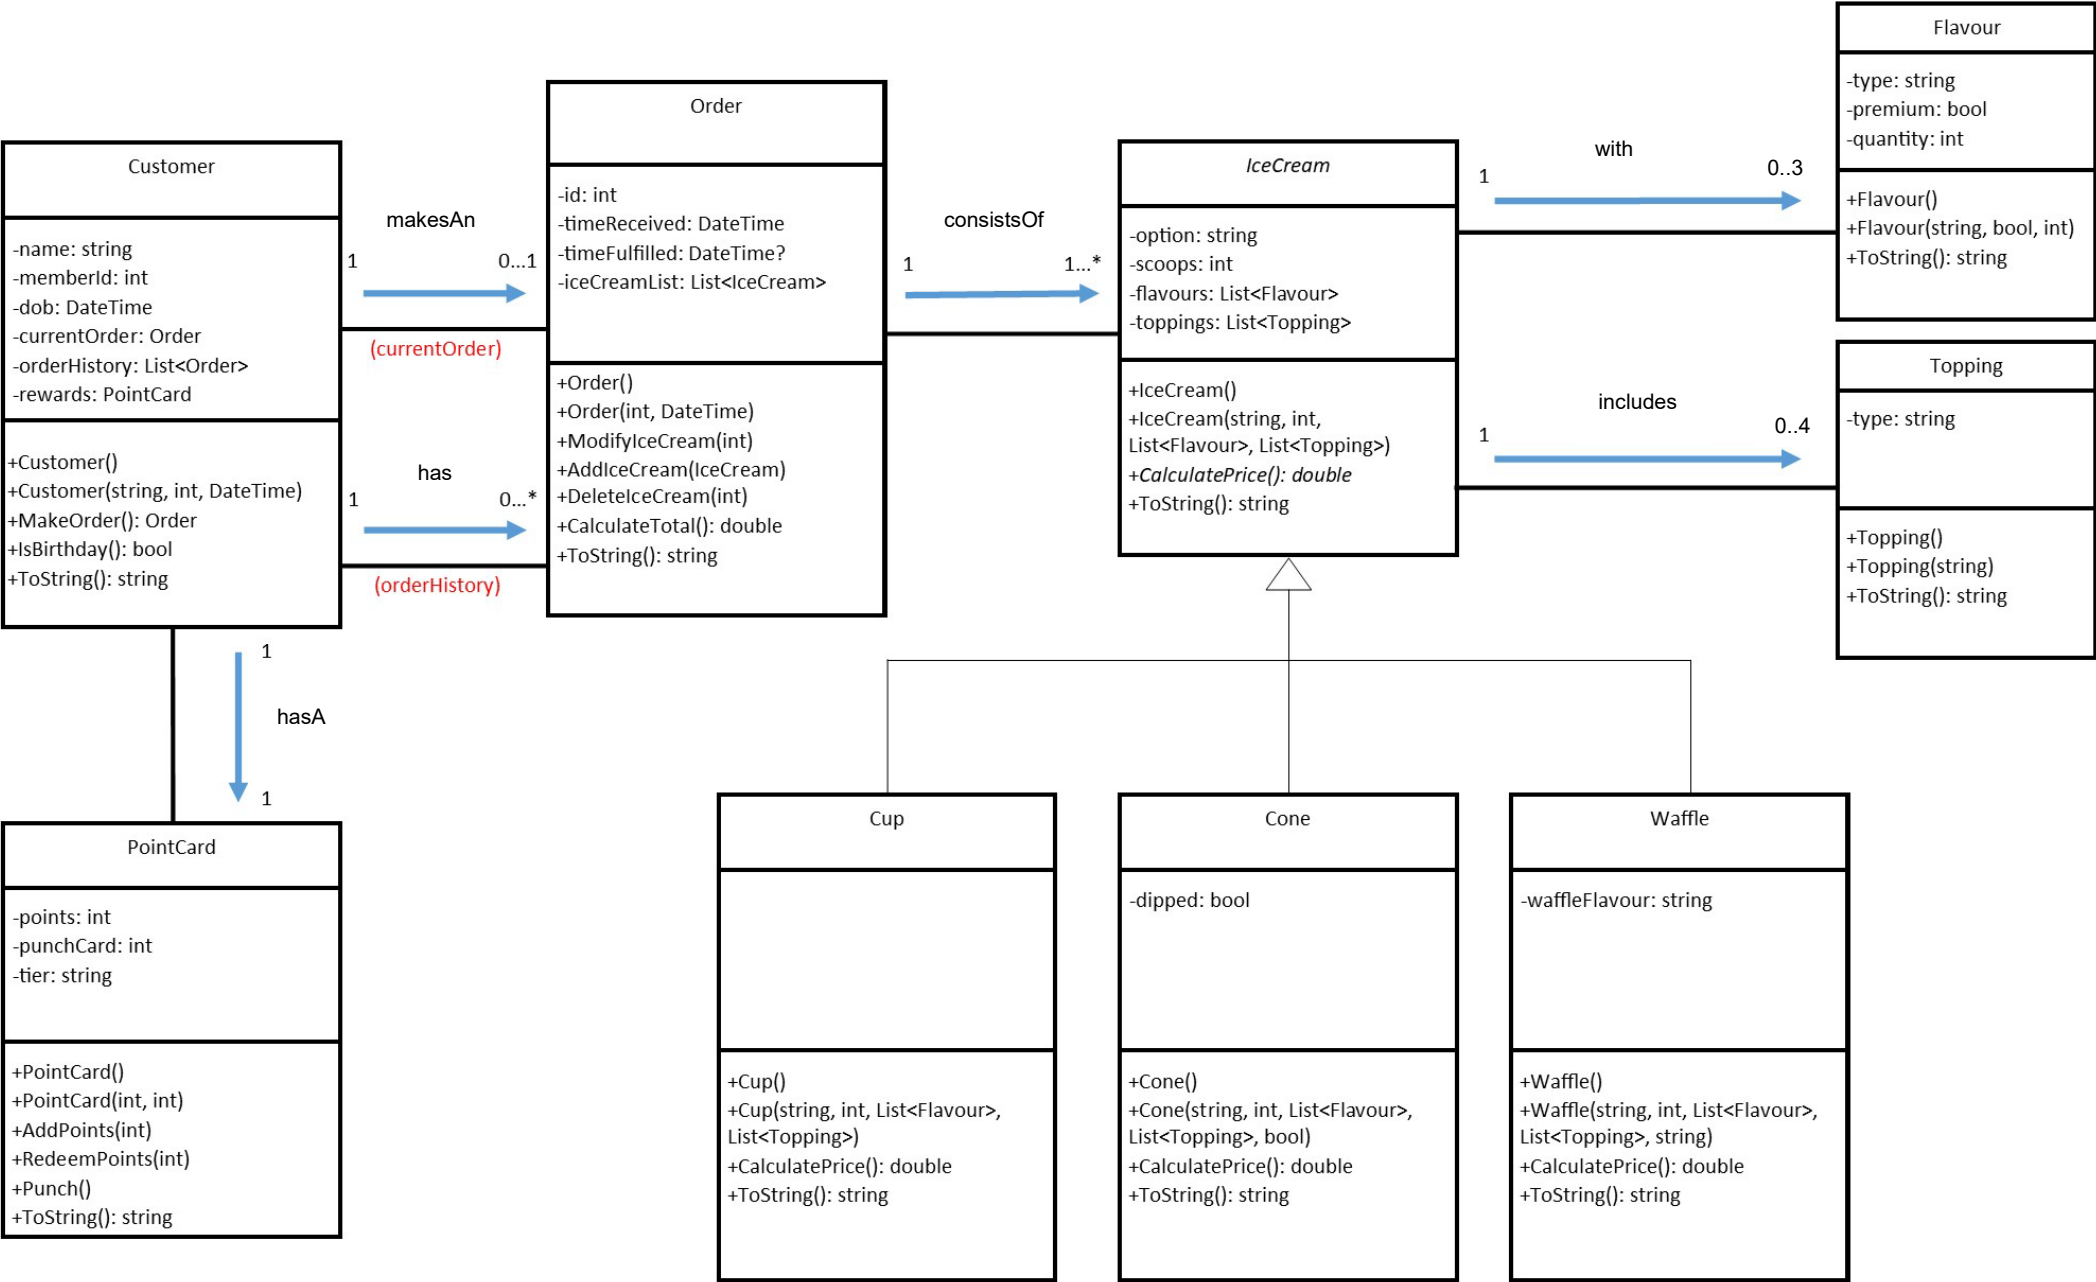 Customer
-name: string
-memberId: int
-dob: DateTime
-currentOrder: Order
-orderHistory: List<Order>
-rewards: PointCard
+Customer()
+Customer(string, int, DateTime)
+MakeOrder(): Order
+IsBirthday(): bool
+ToString(): string
makesAn
1
0...1
(currentOrder)
has
1
0...*
(orderHistory)
1
hasA
1
PointCard
-points: int
-punchCard: int
-tier: string
+PointCard()
+PointCard(int, int)
+AddPoints(int)
+RedeemPoints(int)
+Punch()
+ToString(): string
Order
-id: int
-timeReceived: DateTime
-timeFulfilled: DateTime?
-iceCreamList: List<IceCream>
+Order()
+Order(int, DateTime)
+ModifyIceCream(int)
+AddIceCream(IceCream)
+DeleteIceCream(int)
+CalculateTotal(): double
+ToString(): string
consistsOf
1
1...*
IceCream
-option: string
-scoops: int
-flavours: List<Flavour>
-toppings: List<Topping>
+IceCream()
+IceCream(string, int,
List<Flavour>, List<Topping>)
+CalculatePrice(): double
+ToString(): string
with
1
0..3
includes
1
0..4
Flavour
-type: string
-premium: bool
-quantity: int
+Flavour()
+Flavour(string, bool, int)
+ToString(): string
Topping
-type: string
+Topping()
+Topping(string)
+ToString(): string
Cup
+Cup()
+Cup(string, int, List<Flavour>,
List<Topping>)
+CalculatePrice(): double
+ToString(): string
Cone
-dipped: bool
+Cone()
+Cone(string, int, List<Flavour>,
List<Topping>, bool)
+CalculatePrice(): double
+ToString(): string
Waffle
-waffleFlavour: string
+Waffle()
+Waffle(string, int, List<Flavour>,
List<Topping>, string)
+CalculatePrice(): double
+ToString(): string